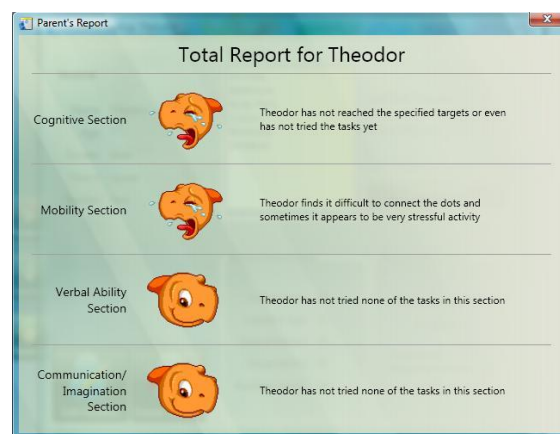 Parent's Report
Total Report for Theodor
Cognitive Section
Theodor has not reached the specified targets or even
has not tried the tasks yet
Mobility Section
Theodor finds it difficult to connect the dots and
sometimes it appears to be very stressful activity
Verbal Ability
Section
Theodor has not tried none of the tasks in this section
Communication/
Imagination
Section
Theodor has not tried none of the tasks in this section